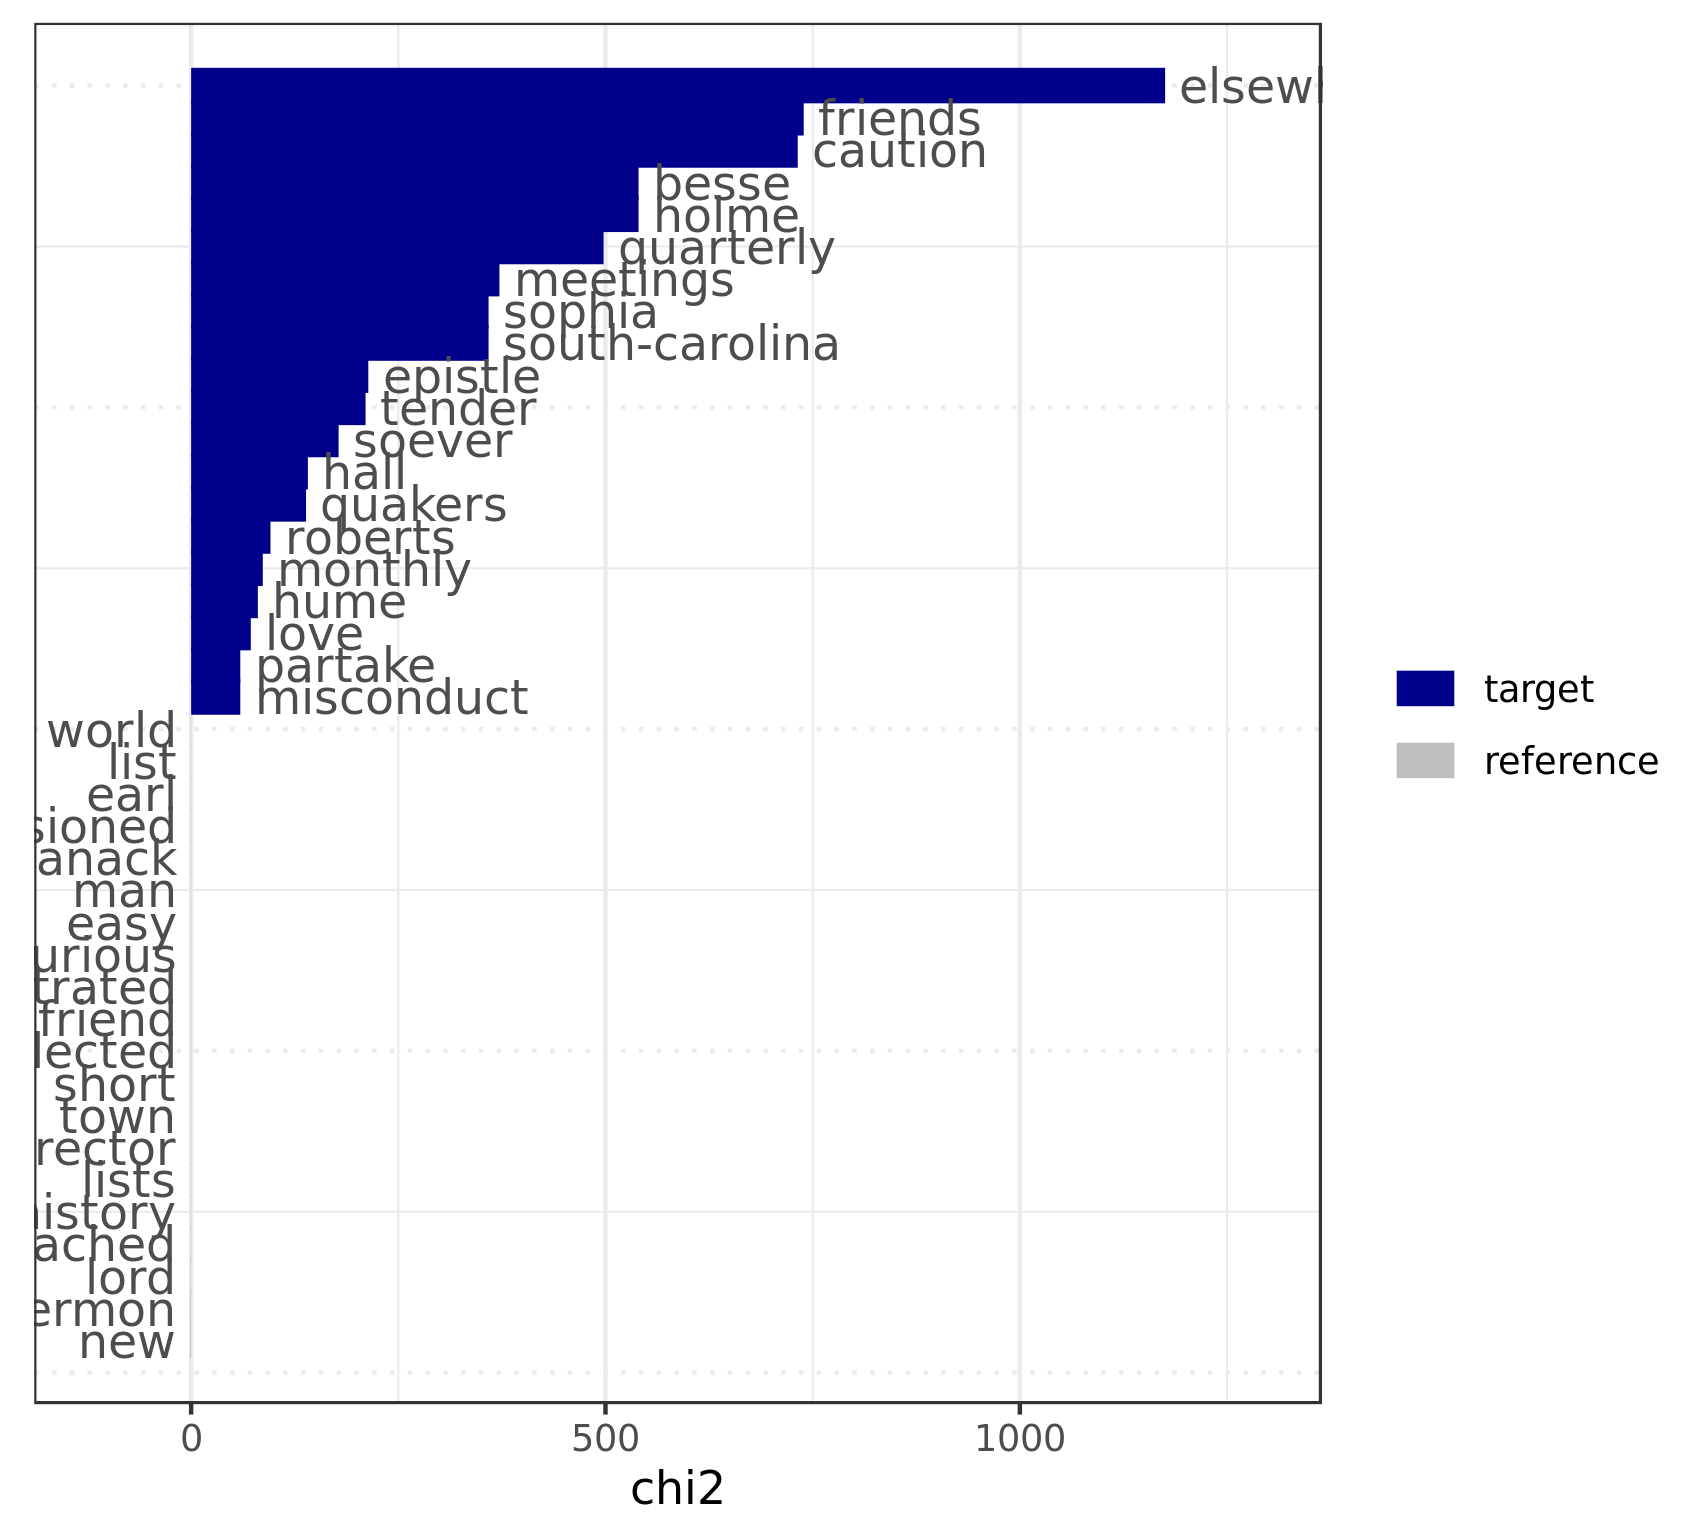 elsewh
friends
caution
besse
holme
quarterly
meetings
sophia
south-carolina
epistle
tender
soever
hall
quakers
roberts
monthly
hume
love
partake
misconduct
world
list
earl
sioned
anack
man
easy
urious
trated
friend
lected
short
town
rector
lists
history
ached
lord
ermon
new
target
reference
0 500 1000
chi2